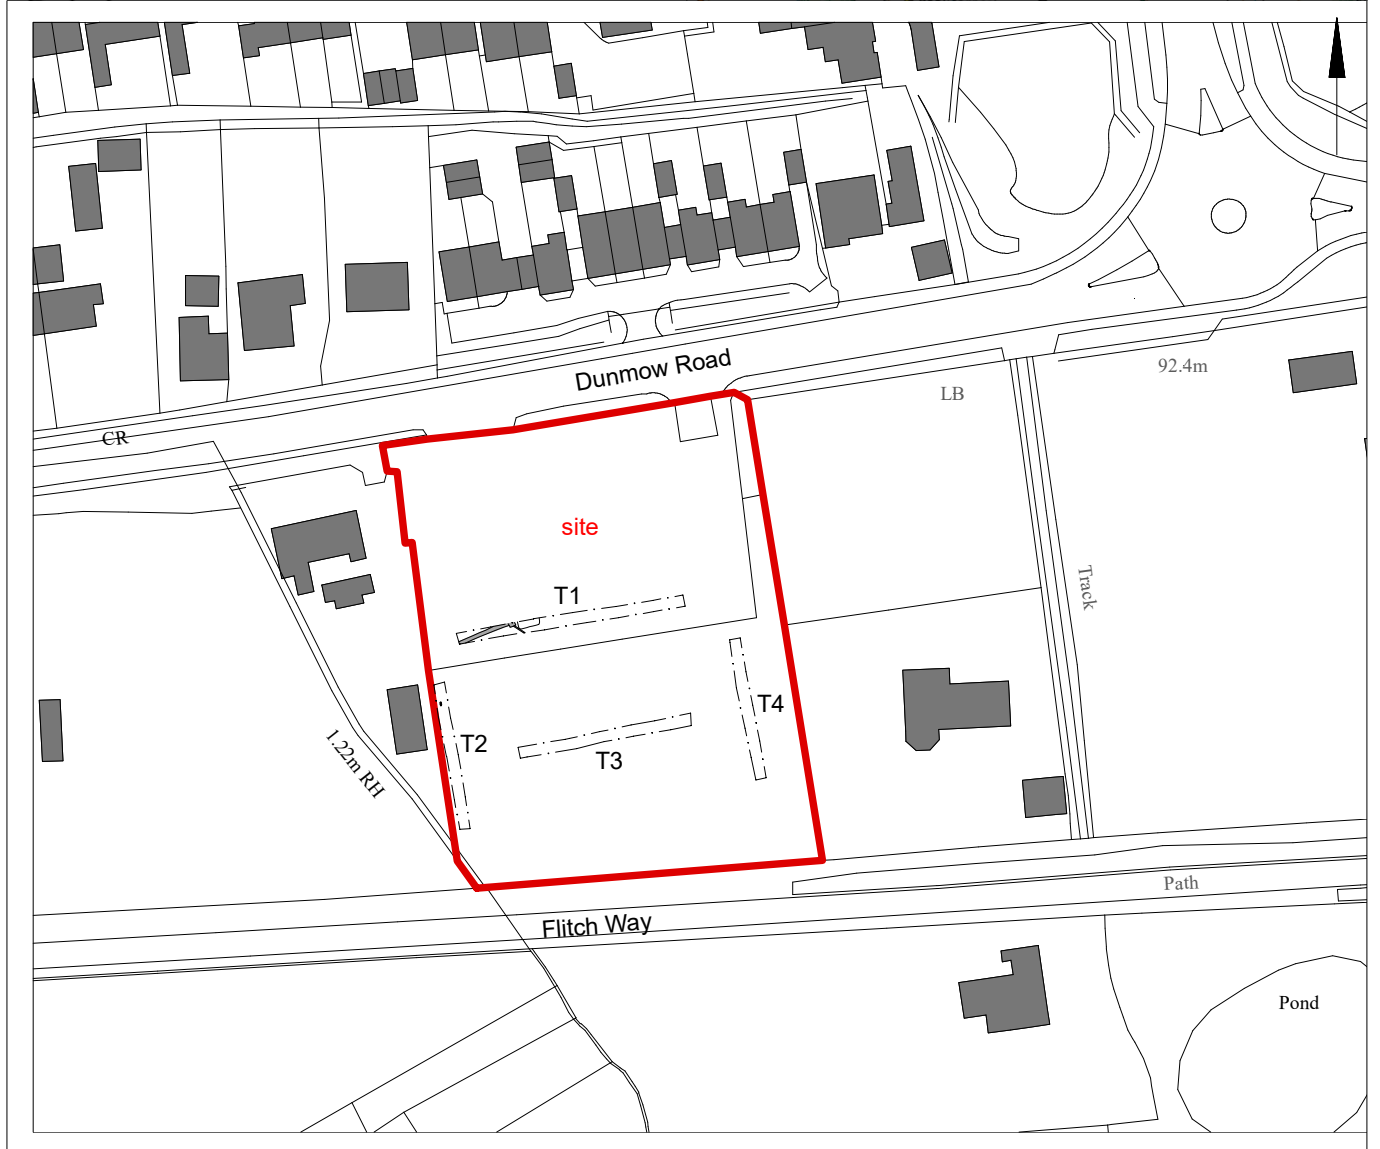 Dunmow Road
92.4m
LB
CR
site
Track
T1
T4
T2
T3
1.22m RH
Path
Flitch Way
Pond